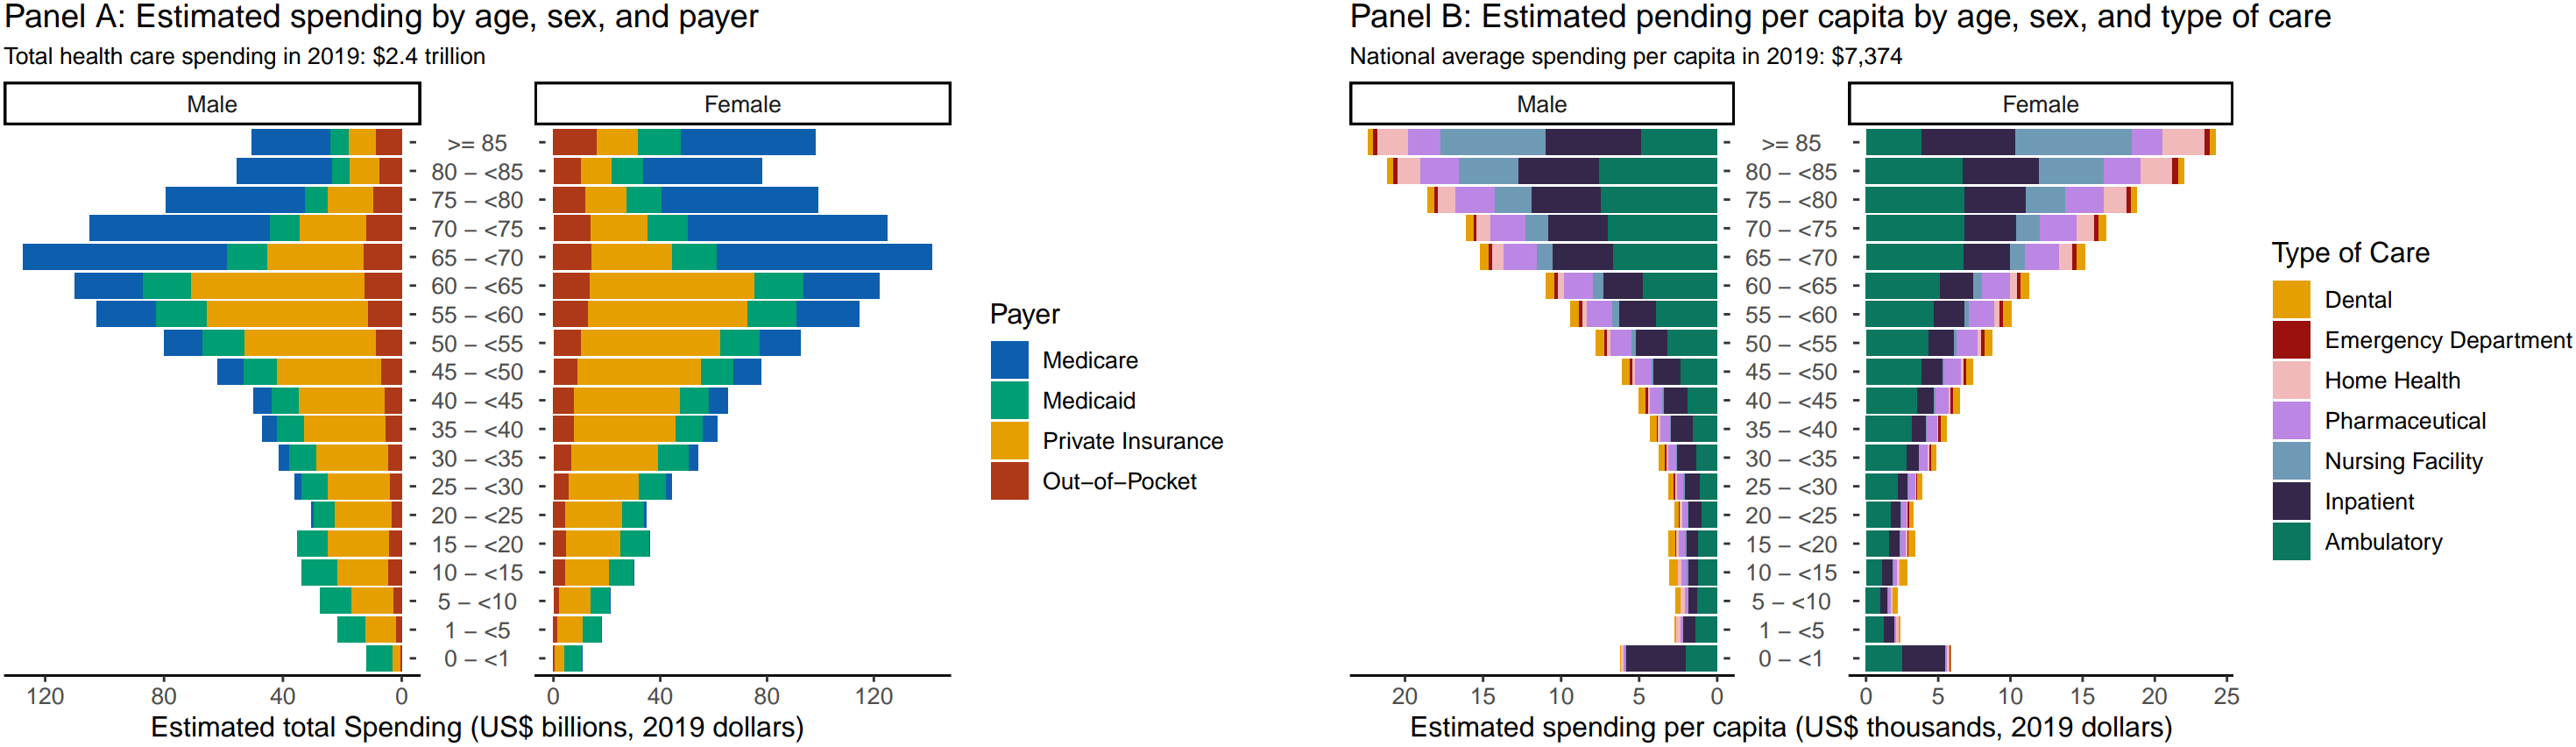 Panel A: Estimated spending by age, sex, and payer
Total health care spending in 2019: $2.4 trillion
Male
Female
>= 85
80 – <85
75 – <80
70 – <75
65 – <70
60 – <65
55 – <60
50 – <55
45 – <50
40 – <45
35 – <40
30 – <35
25 – <30
20 – <25
15 – <20
10 – <15
5 – <10
1 – <5
0 – <1
120 80 40 0
0 40 80 120
Estimated total Spending (US$ billions, 2019 dollars)
Payer
Medicare
Medicaid
Private Insurance
Out−of−Pocket
Panel B: Estimated pending per capita by age, sex, and type of care
National average spending per capita in 2019: $7,374
Male
Female
>= 85
80 – <85
75 – <80
70 – <75
65 – <70
60 – <65
55 – <60
50 – <55
45 – <50
40 – <45
35 – <40
30 – <35
25 – <30
20 – <25
15 – <20
10 – <15
5 – <10
1 – <5
0 – <1
20 15 10 5 0
0 5 10 15 20 25
Estimated spending per capita (US$ thousands, 2019 dollars)
Type of Care
Dental
Emergency Department
Home Health
Pharmaceutical
Nursing Facility
Inpatient
Ambulatory